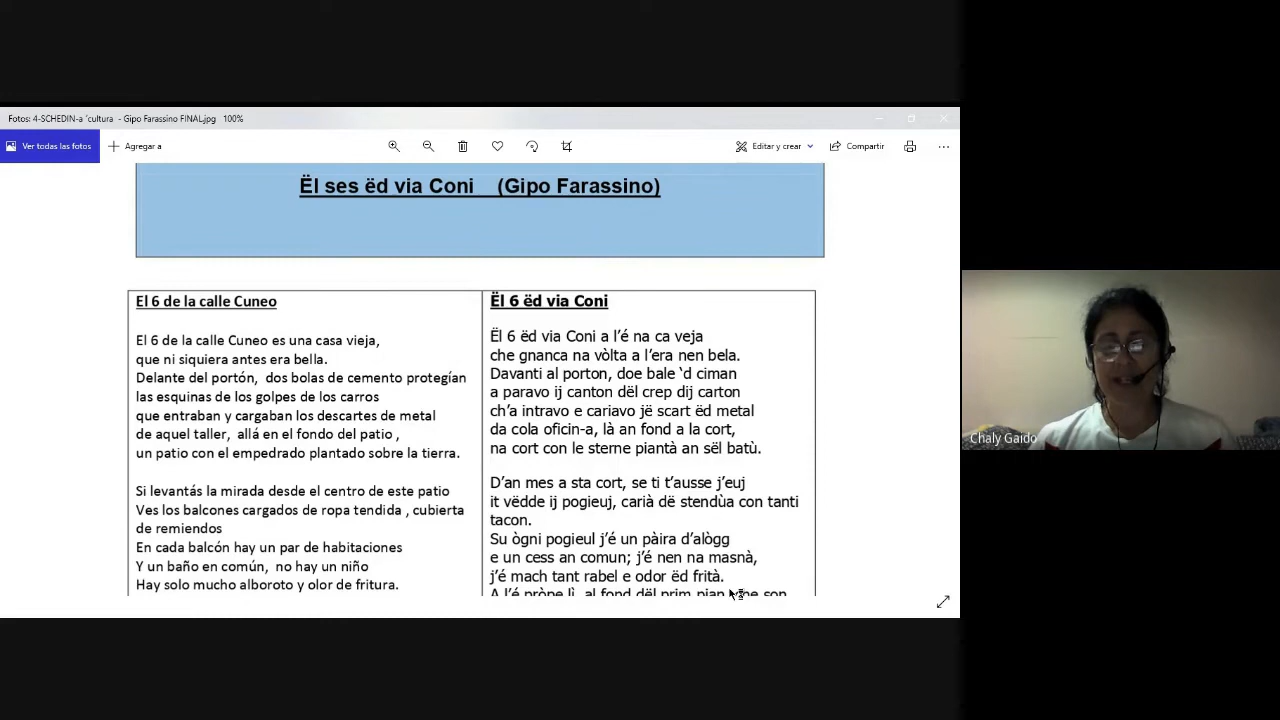 Fotos: 4-SCHEDIN-a ´cultura - Gipo Farassino FINAL.jpg 100%
Ver todas las fotos
Agregar a
Editar y crear
Compartir
Ël ses ëd via Coni (Gipo Farassino)
El 6 de la calle Cuneo
El 6 de la calle Cuneo es una casa vieja,
que ni siquiera antes era bella.
Delante del portón, dos bolas de cemento protegían
las esquinas de los golpes de los carros
que entraban y cargaban los descartes de metal
de aquel taller, allá en el fondo del patio ,
un patio con el empedrado plantado sobre la tierra.
Si levantás la mirada desde el centro de este patio
Ves los balcones cargados de ropa tendida , cubierta
de remiendos
En cada balcón hay un par de habitaciones
Y un baño en común, no hay un niño
Hay solo mucho alboroto y olor de fritura.
Ël 6 ëd via Coni
Ël 6 ëd via Coni a l’é na ca veja
che gnanca na vòlta a l’era nen bela.
Davanti al porton, doe bale ‘d ciman
a paravo ij canton dël crep dij carton
ch’a intravo e cariavo jë scart ëd metal
da cola oficin-a, là an fond a la cort,
na cort con le sterne piantà an sël batù.
D’an mes a sta cort, se ti t’ausse j’euj
it vëdde ij pogieuj, carià dë stendùa con tanti
tacon.
Su ògni pogieul j’é un pàira d’alògg
e un cess an comun; j’é nen na masnà,
j’é mach tant rabel e odor ëd frità.
A l’é pròpe lì, al fond dël prim pian
Chaly Gaido